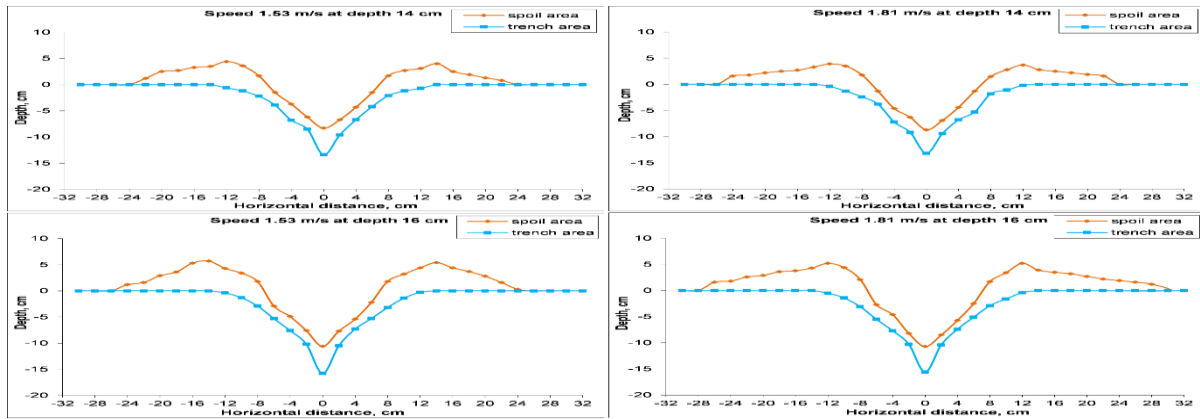 Speed 1.53 m/s at depth 14 cm
spoil area
trench area
10
5
0
-5
-10
-15
-20
Depth, cm
-32 -28 -24 -20 -16 -12 -8 -4 0 4 8 12 16 20 24 28 32
Horizontal distance, cm
Speed 1.81 m/s at depth 14 cm
spoil area
trench area
10
5
0
-5
-10
-15
-20
Depth, cm
-32 -28 -24 -20 -16 -12 -8 -4 0 4 8 12 16 20 24 28 32
Horizontal distance, cm
Speed 1.53 m/s at depth 16 cm
spoil area
trench area
10
5
0
-5
-10
-15
-20
Depth, cm
-32 -28 -24 -20 -16 -12 -8 -4 0 4 8 12 16 20 24 28 32
Horizontal distance, cm
Speed 1.81 m/s at depth 16 cm
spoil area
trench area
10
5
0
-5
-10
-15
-20
Depth, cm
-32 -28 -24 -20 -16 -12 -8 -4 0 4 8 12 16 20 24 28 32
Horizontal distance, cm